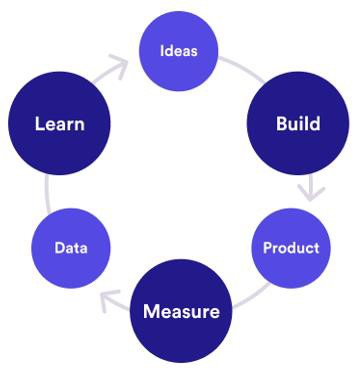 Ideas
Build
Product
Measure
Data
Learn